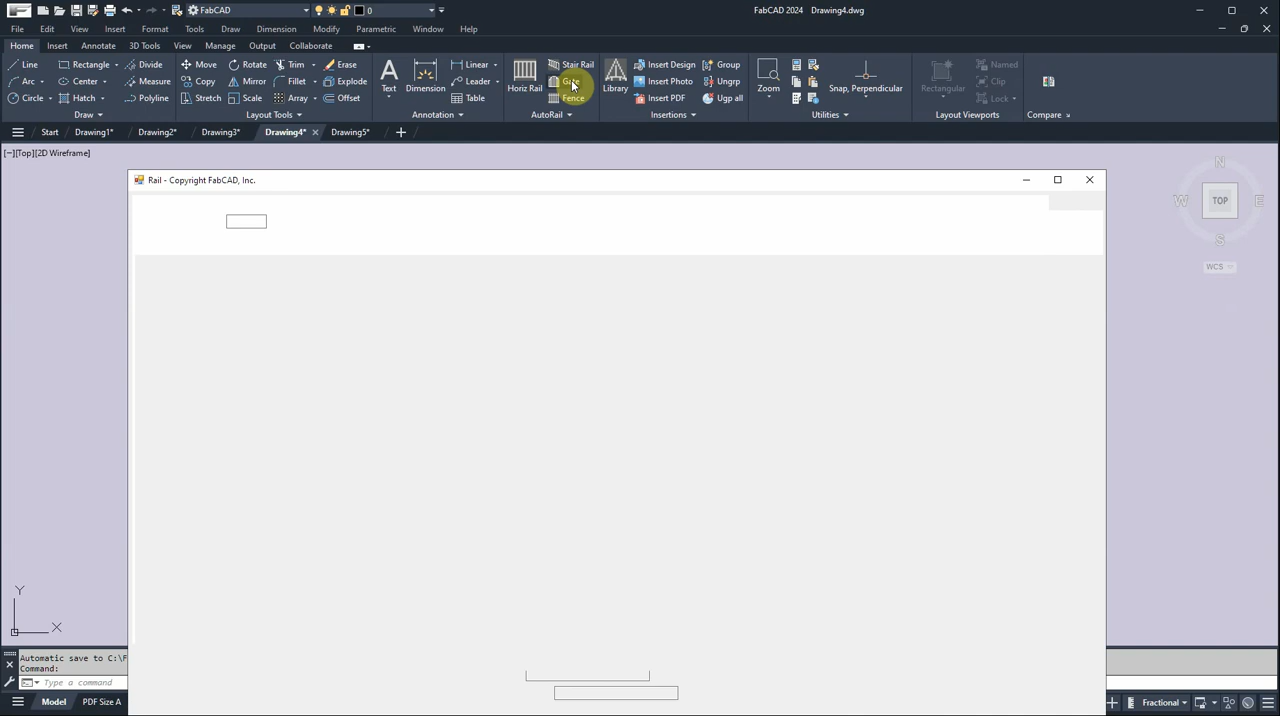 FabCAD
0
FabCAD 2024 Drawing4.dwg
File Edit View Insert Format Tools Draw Dimension Modify Parametric Window Help
Home Insert Annotate 3D Tools View Manage Output Collaborate
Line Rectangle Divide Move Rotate Trim Erase Linear Stair Rail Insert Design Group Named
Arc Center Measure Copy Mirror Fillet Explode Leader Gate Insert Photo Ungrp Clip
Text Dimension Horiz Rail Library Zoom Snap, Perpendicular Rectangular
Circle Hatch Polyline Stretch Scale Array Offset Table Fence Insert PDF Ugp all Lock
Draw Layout Tools Annotation AutoRail Insertions Utilities Layout Viewports Compare
Start Drawing1* Drawing2* Drawing3* Drawing4* Drawing5*
[−][Top][2D Wireframe]
N
W TOP E
S
WCS
Rail - Copyright FabCAD, Inc.
Y
X
Automatic save to C:\F
Command:
Type a command
Model PDF Size A
Fractional